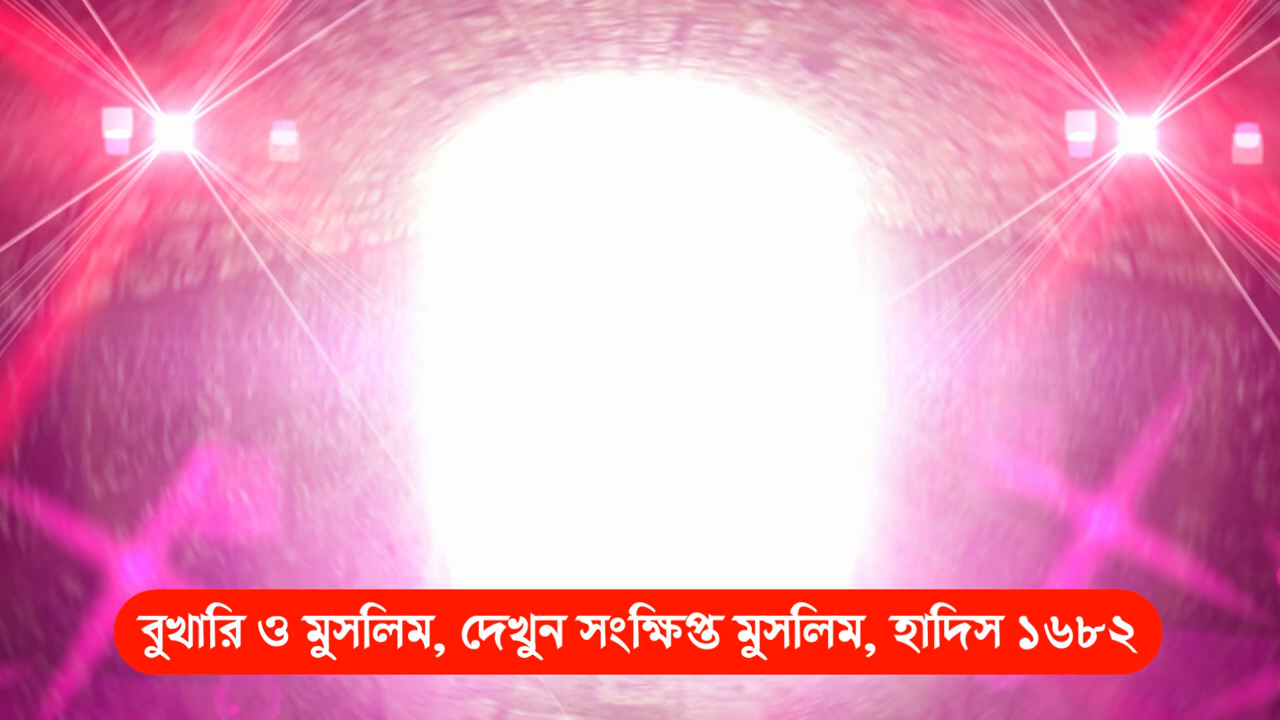 বুখারি ও মুসলিম, দেখুন সংক্ষিপ্ত মুসলিম, হাদিস ১৬৮২